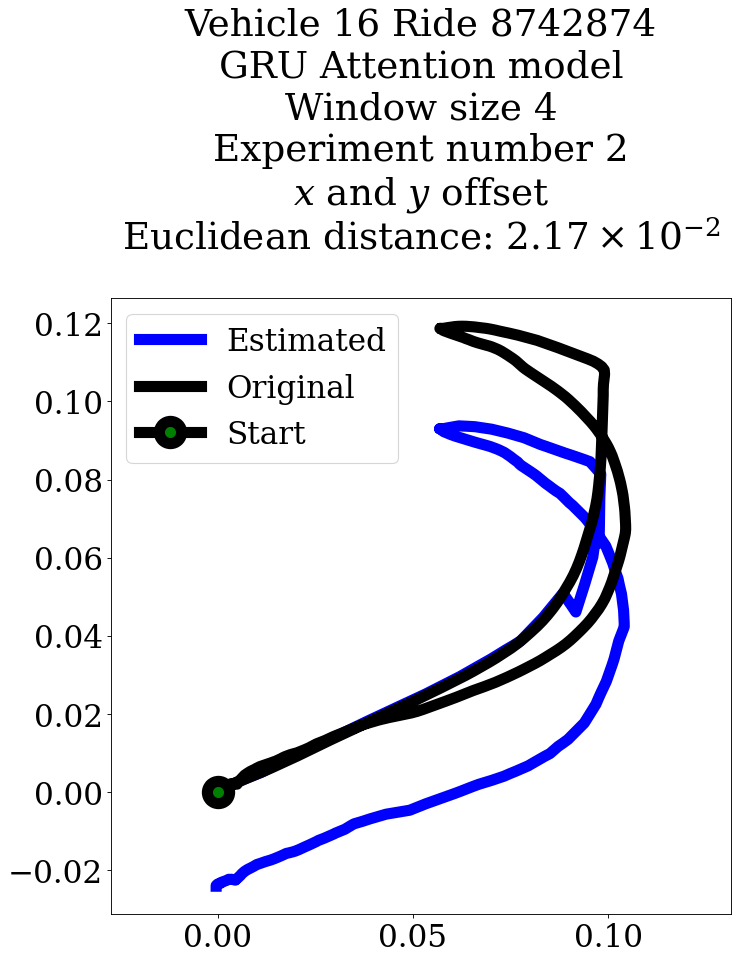 Vehicle 16 Ride 8742874
GRU Attention model
Window size 4
Experiment number 2
x and y offset
Euclidean distance: 2.17 × 10⁻²
Estimated
Original
Start
0.12
0.10
0.08
0.06
0.04
0.02
0.00
−0.02
0.00 0.05 0.10